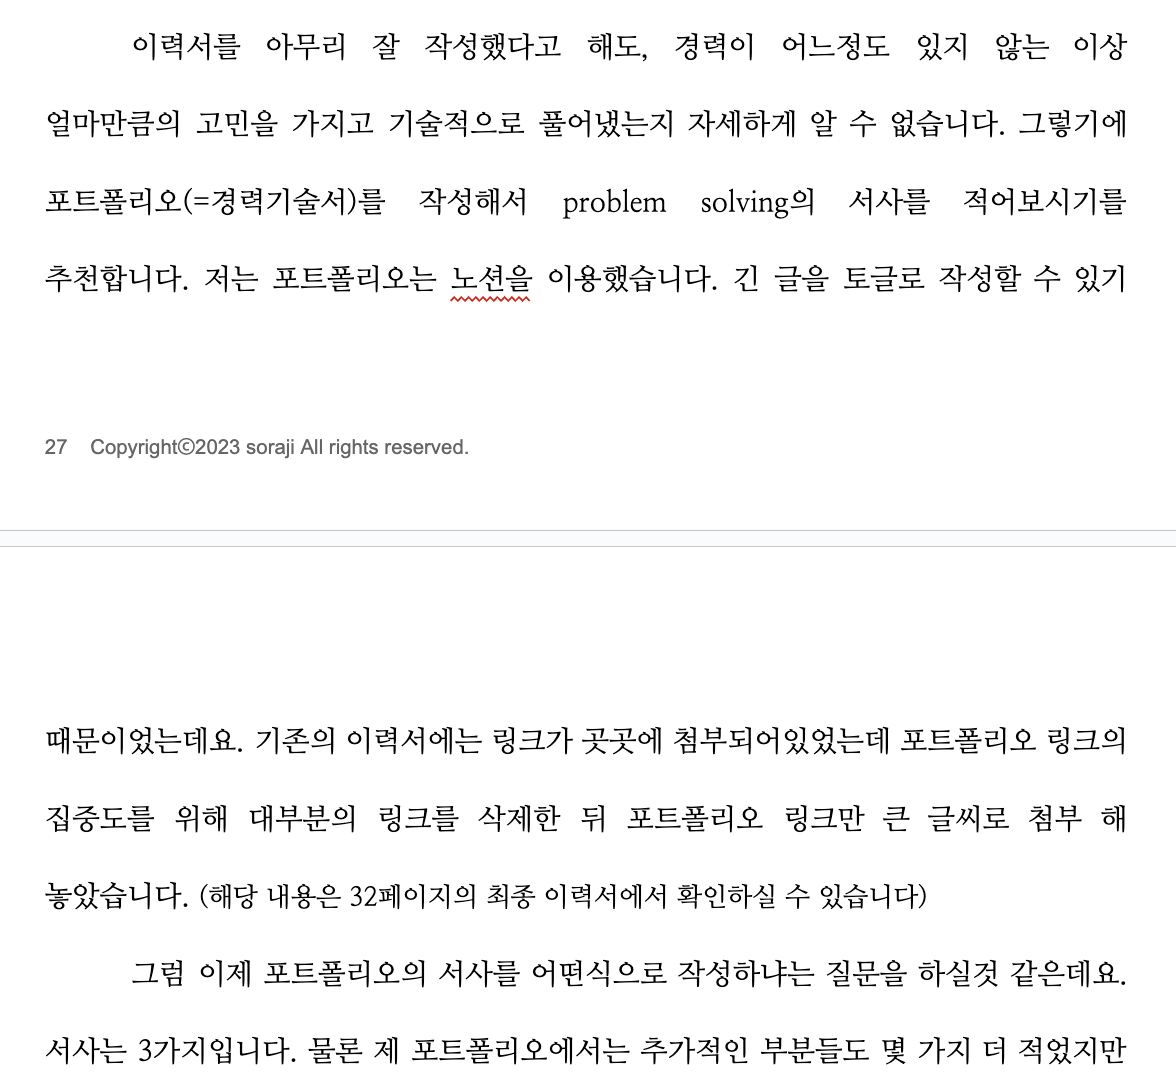 이력서를 아무리 잘 작성했다고 해도, 경력이 어느정도 있지 않는 이상
얼마만큼의 고민을 가지고 기술적으로 풀어냈는지 자세하게 알 수 없습니다. 그렇기에
포트폴리오(=경력기술서)를 작성해서 problem solving의 서사를 적어보시기를
추천합니다. 저는 포트폴리오는 노션을 이용했습니다. 긴 글을 토글로 작성할 수 있기
27 Copyrightⓒ2023 soraji All rights reserved.
때문이었는데요. 기존의 이력서에는 링크가 곳곳에 첨부되어있었는데 포트폴리오 링크의
집중도를 위해 대부분의 링크를 삭제한 뒤 포트폴리오 링크만 큰 글씨로 첨부 해
놓았습니다. (해당 내용은 32페이지의 최종 이력서에서 확인하실 수 있습니다)
그럼 이제 포트폴리오의 서사를 어떤식으로 작성하냐는 질문을 하실것 같은데요.
서사는 3가지입니다. 물론 제 포트폴리오에서는 추가적인 부분들도 몇 가지 더 적었지만